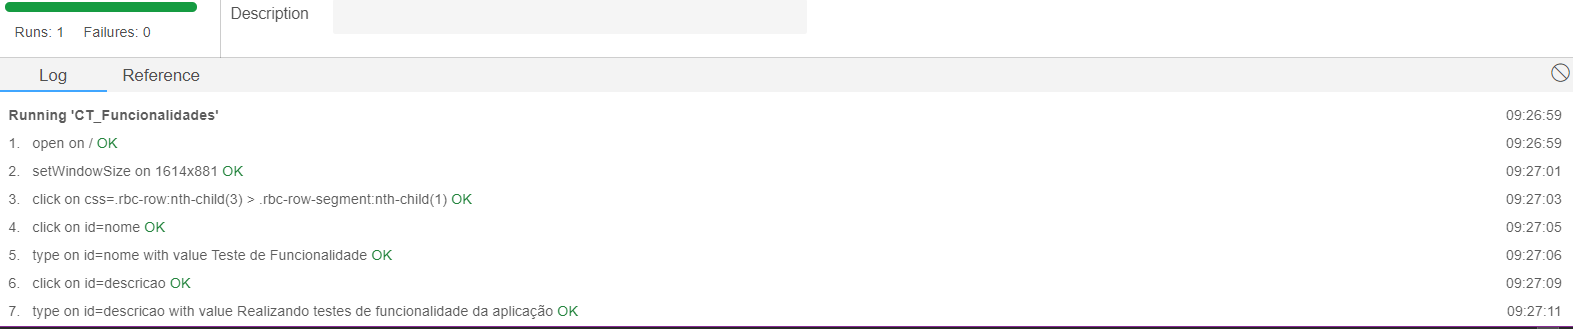 Runs: 1 Failures: 0
Description
Log Reference
Running 'CT_Funcionalidades' 09:26:59
1. open on / OK 09:26:59
2. setWindowSize on 1614x881 OK 09:27:01
3. click on css=.rbc-row:nth-child(3) > .rbc-row-segment:nth-child(1) OK 09:27:03
4. click on id=nome OK 09:27:05
5. type on id=nome with value Teste de Funcionalidade OK 09:27:06
6. click on id=descricao OK 09:27:09
7. type on id=descricao with value Realizando testes de funcionalidade da aplicação OK 09:27:11